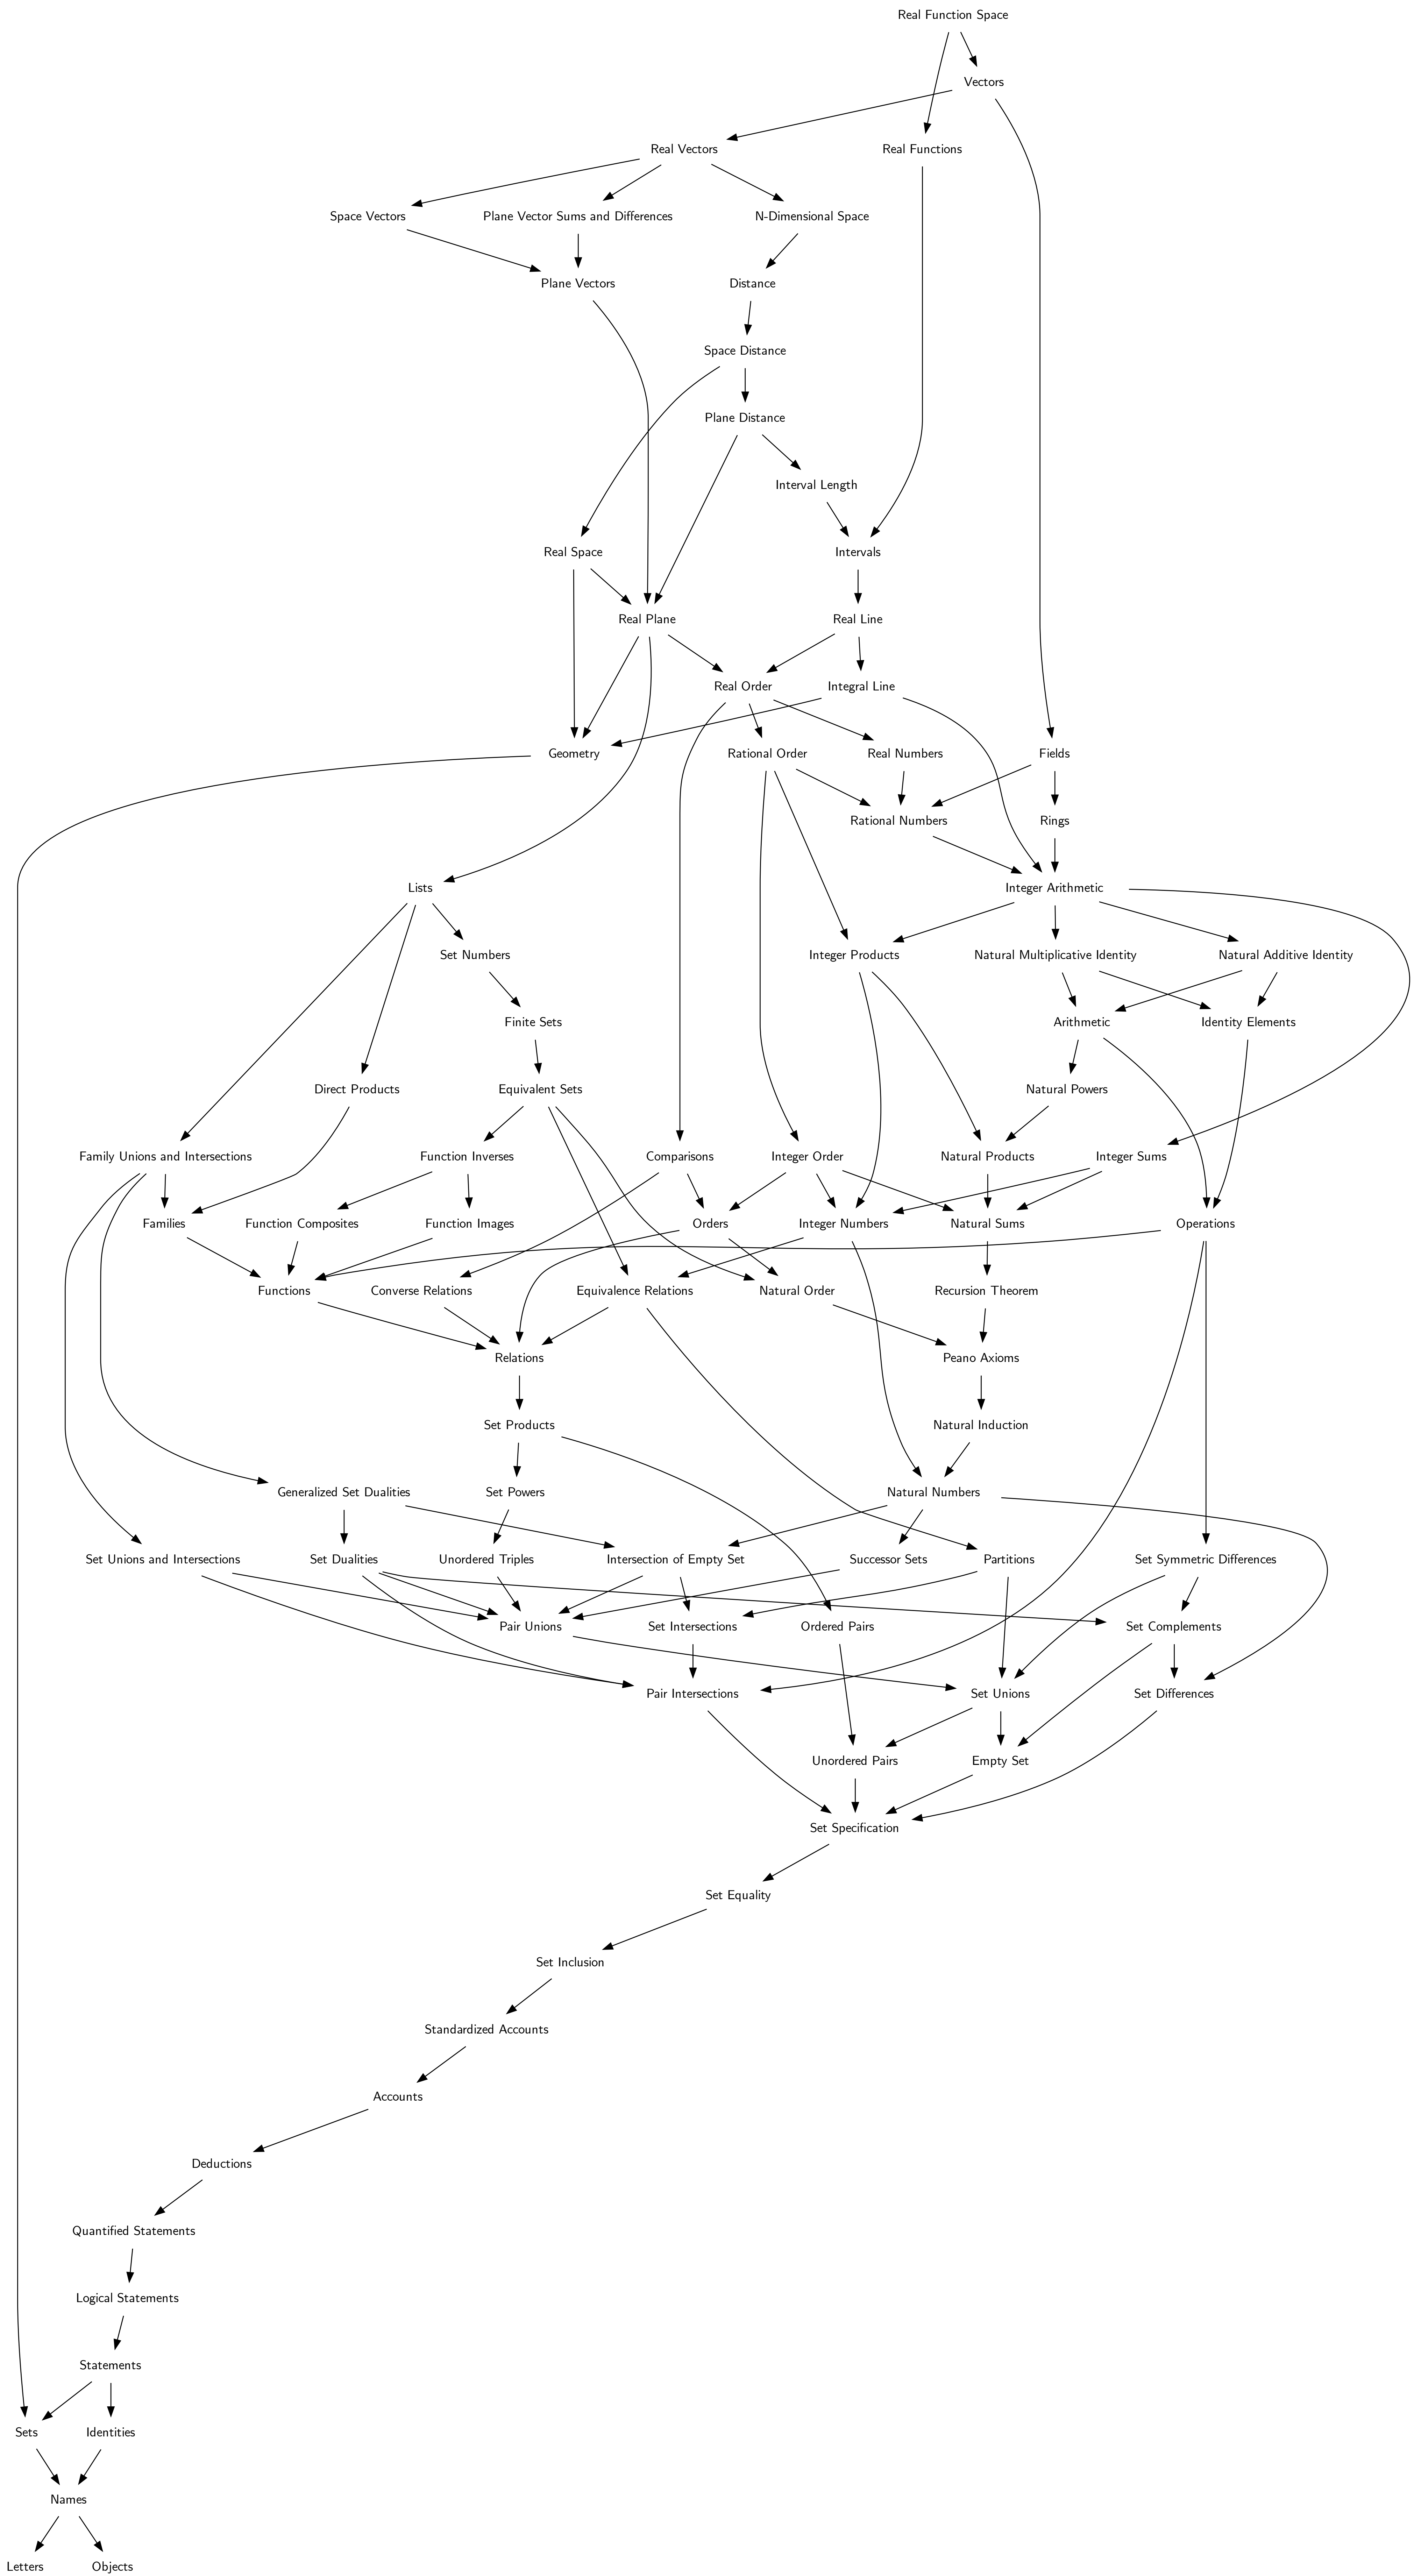 Real Function Space
Vectors
Real Vectors
Real Functions
Space Vectors
Plane Vector Sums and Differences
N-Dimensional Space
Plane Vectors
Distance
Space Distance
Plane Distance
Interval Length
Real Space
Intervals
Real Plane
Real Line
Real Order
Integral Line
Geometry
Rational Order
Real Numbers
Fields
Rational Numbers
Rings
Lists
Integer Arithmetic
Set Numbers
Integer Products
Natural Multiplicative Identity
Natural Additive Identity
Finite Sets
Arithmetic
Identity Elements
Direct Products
Equivalent Sets
Natural Powers
Family Unions and Intersections
Function Inverses
Comparisons
Integer Order
Natural Products
Integer Sums
Families
Function Composites
Function Images
Orders
Integer Numbers
Natural Sums
Operations
Functions
Converse Relations
Equivalence Relations
Natural Order
Recursion Theorem
Relations
Peano Axioms
Set Products
Natural Induction
Generalized Set Dualities
Set Powers
Natural Numbers
Set Unions and Intersections
Set Dualities
Unordered Triples
Intersection of Empty Set
Successor Sets
Partitions
Set Symmetric Differences
Pair Unions
Set Intersections
Ordered Pairs
Set Complements
Pair Intersections
Set Unions
Set Differences
Unordered Pairs
Empty Set
Set Specification
Set Equality
Set Inclusion
Standardized Accounts
Accounts
Deductions
Quantified Statements
Logical Statements
Statements
Sets
Identities
Names
Letters
Objects